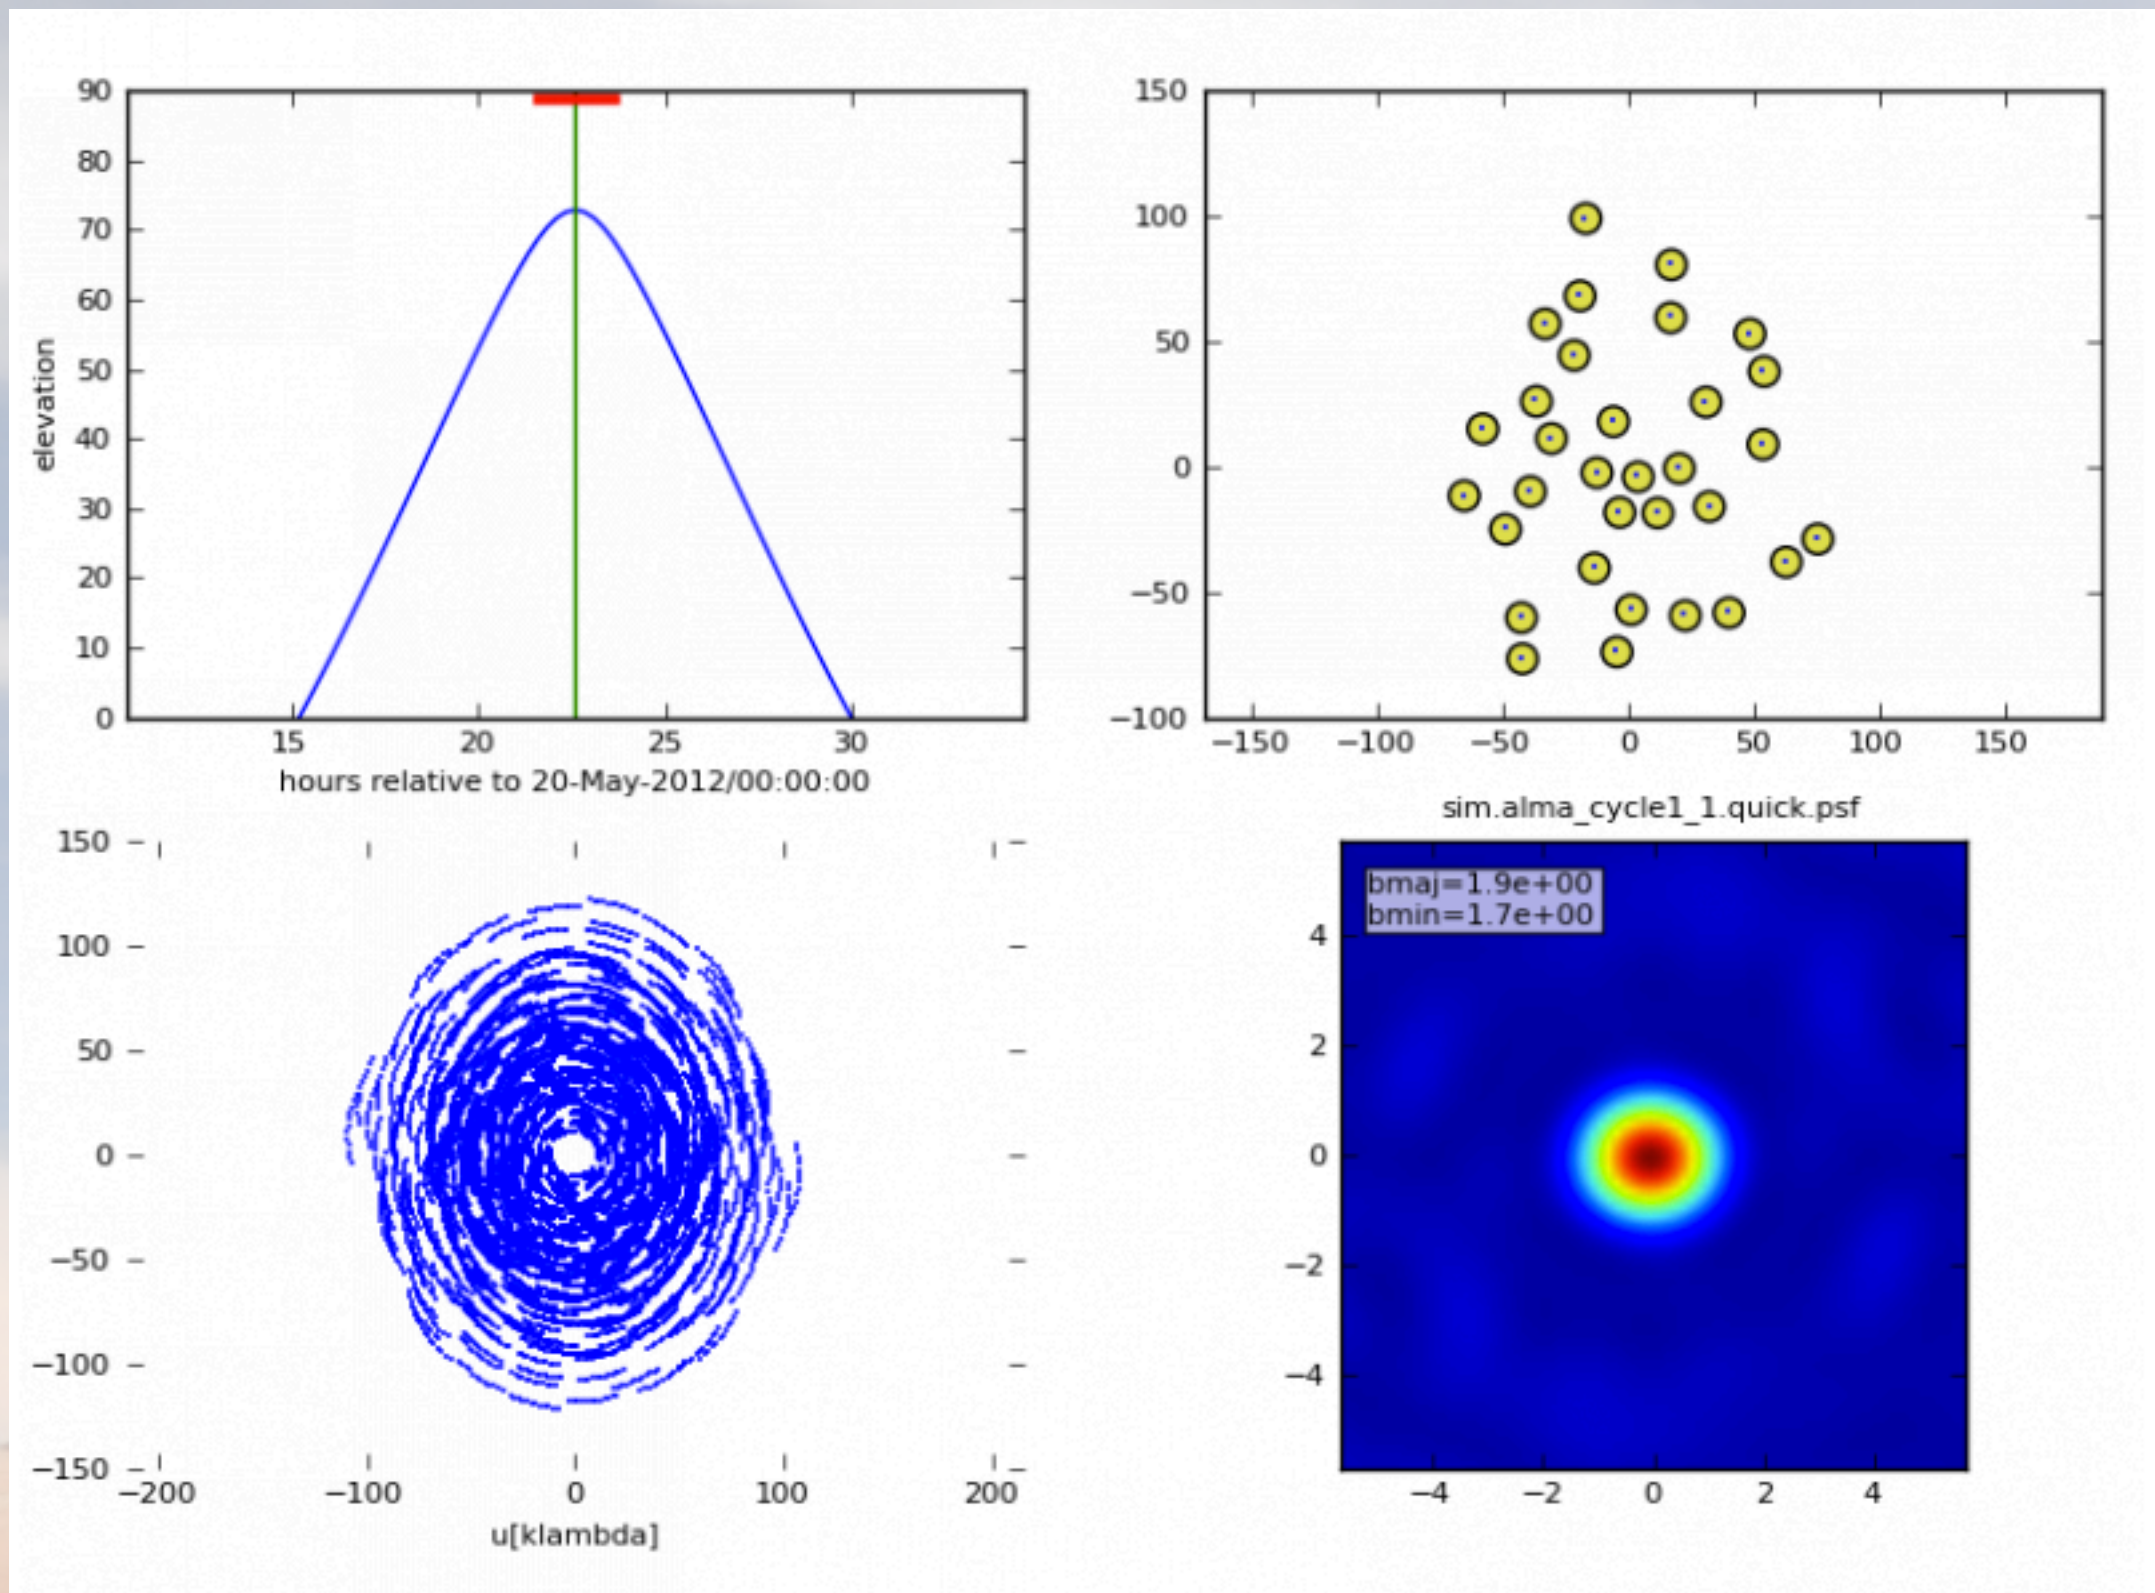 90
80
70
60
50
40
30
20
10
0
elevation
15 20 25 30
hours relative to 20-May-2012/00:00:00
150
100
50
0
−50
−100
−150 −100 −50 0 50 100 150
150
100
50
0
−50
−100
−150
−200 −100 0 100 200
u[klambda]
sim.alma_cycle1_1.quick.psf
bmaj=1.9e+00
bmin=1.7e+00
4
2
0
−2
−4
−4 −2 0 2 4